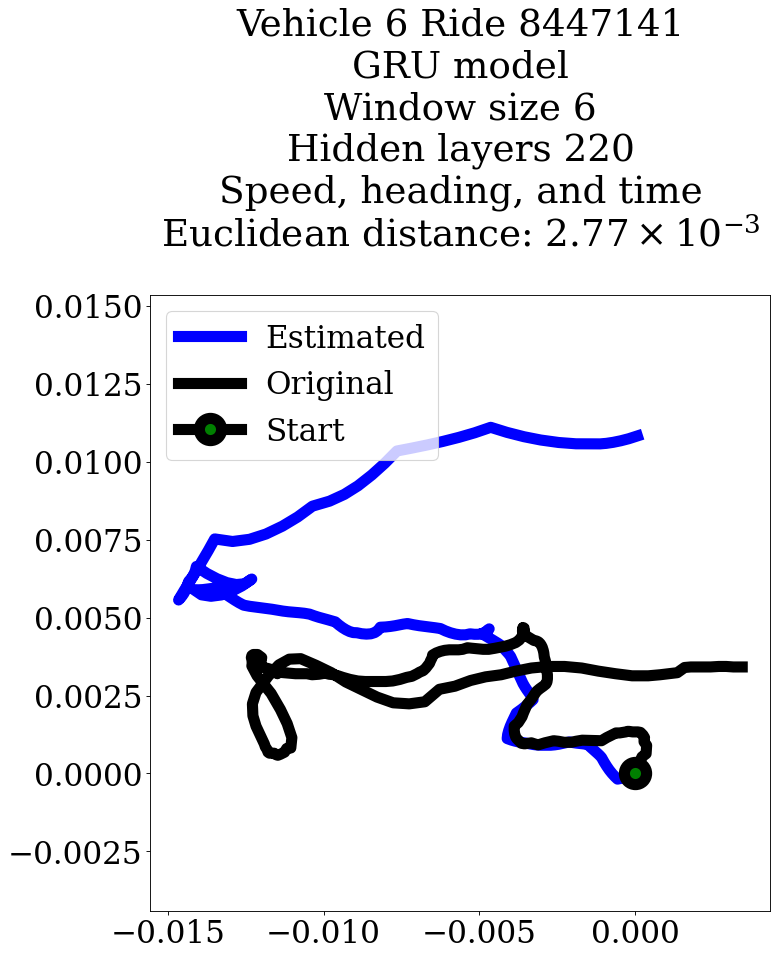 Vehicle 6 Ride 8447141
GRU model
Window size 6
Hidden layers 220
Speed, heading, and time
Euclidean distance: 2.77 × 10⁻³
Estimated
Original
Start
0.0150
0.0125
0.0100
0.0075
0.0050
0.0025
0.0000
−0.0025
−0.015 −0.010 −0.005 0.000